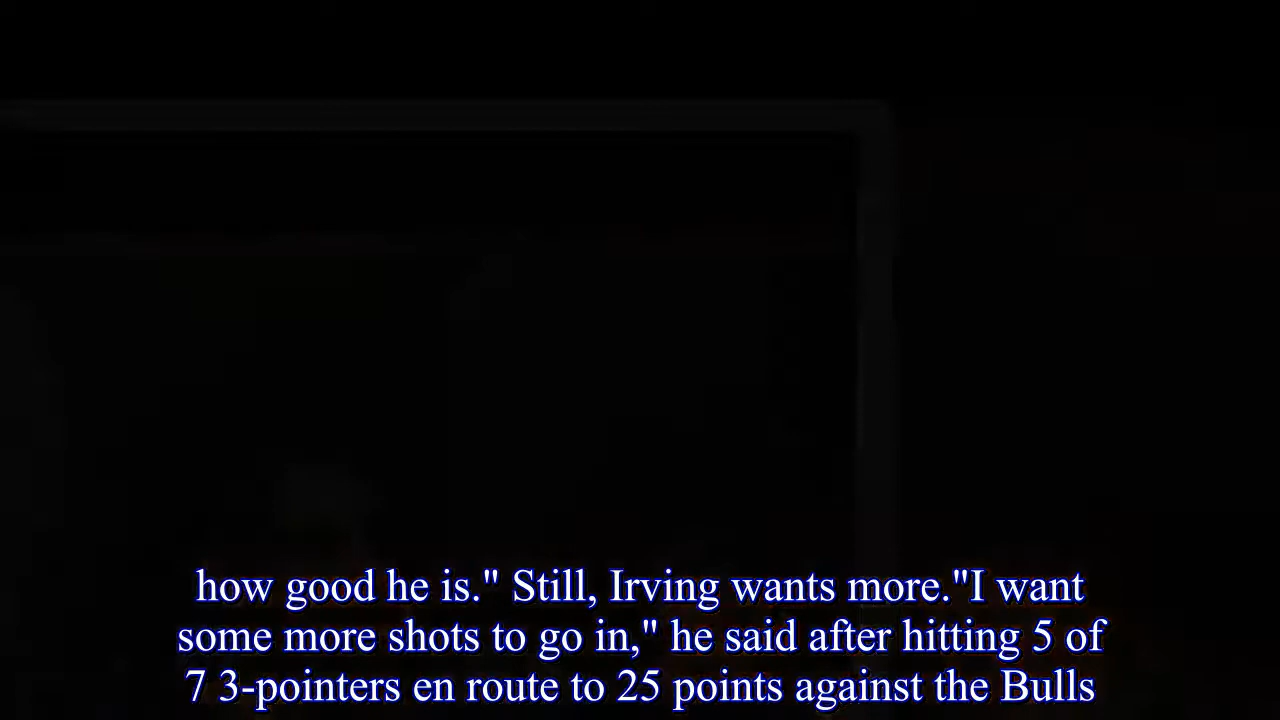 how good he is." Still, Irving wants more."I want
some more shots to go in," he said after hitting 5 of
7 3-pointers en route to 25 points against the Bulls